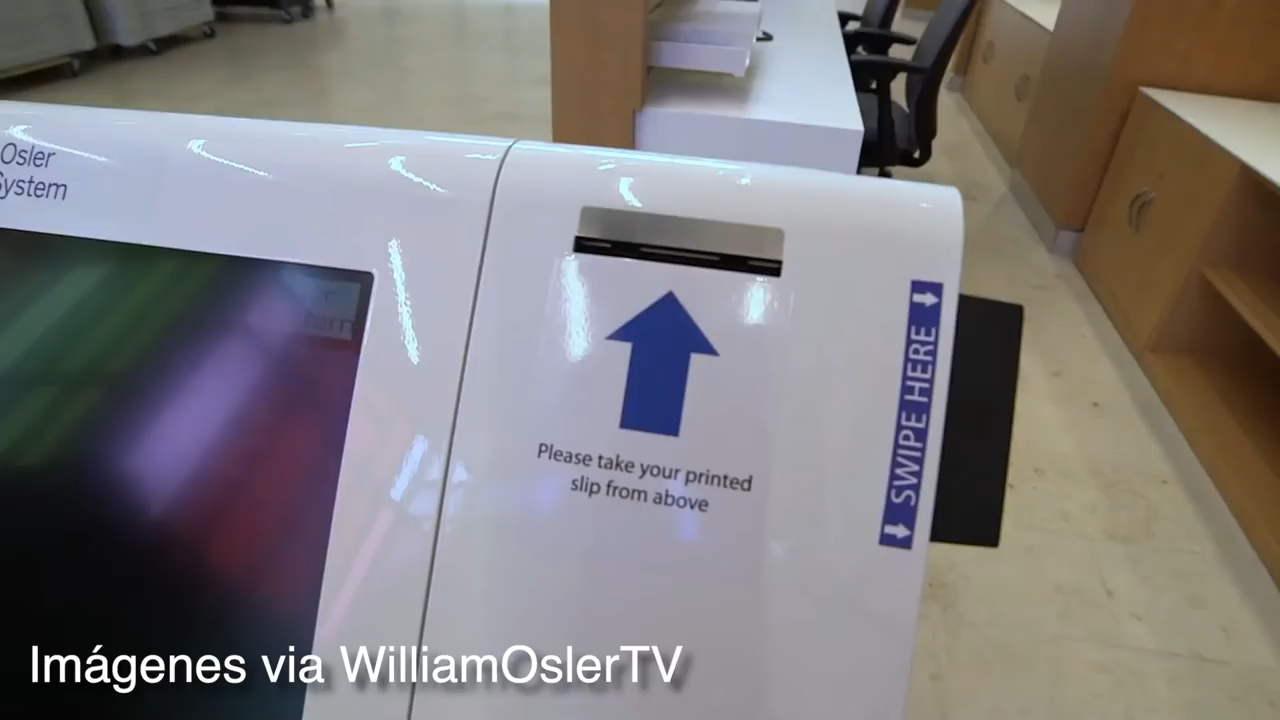 Osler
System
Please take your printed
slip from above
SWIPE HERE
Imágenes via WilliamOslerTV